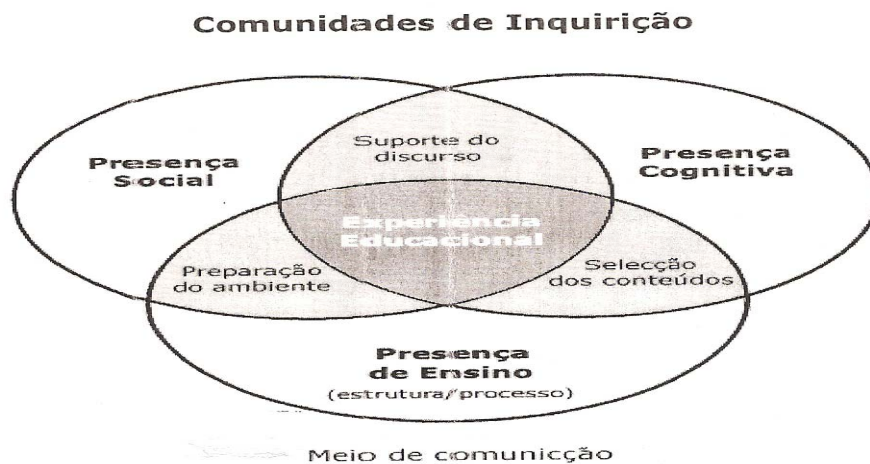 Comunidades de Inquirição
Suporte do
discurso
Presença
Social
Presença
Cognitiva
Experiência
Educacional
Preparação
do ambiente
Selecção
dos conteúdos
Presença
de Ensino
(estrutura/processo)
Meio de comunicção